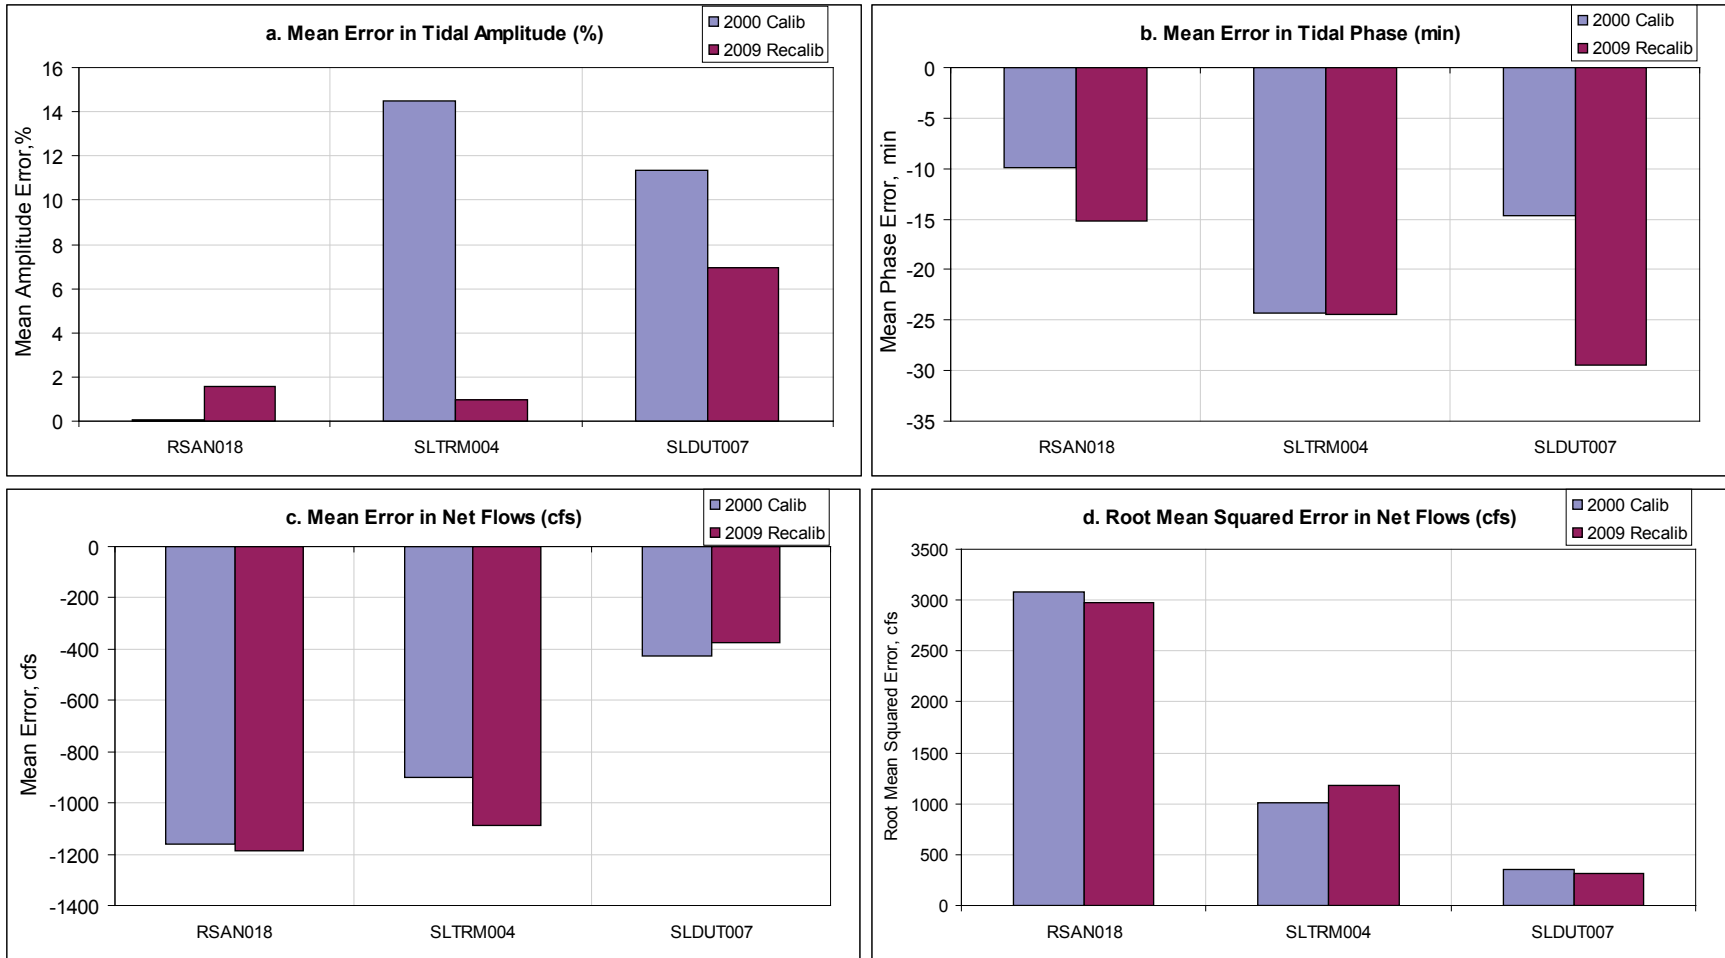 a. Mean Error in Tidal Amplitude (%)
2000 Calib
2009 Recalib
Mean Amplitude Error,%
16
14
12
10
8
6
4
2
0
RSAN018 SLTRM004 SLDUT007
b. Mean Error in Tidal Phase (min)
2000 Calib
2009 Recalib
Mean Phase Error, min
0
-5
-10
-15
-20
-25
-30
-35
RSAN018 SLTRM004 SLDUT007
c. Mean Error in Net Flows (cfs)
2000 Calib
2009 Recalib
Mean Error, cfs
0
-200
-400
-600
-800
-1000
-1200
-1400
RSAN018 SLTRM004 SLDUT007
d. Root Mean Squared Error in Net Flows (cfs)
2000 Calib
2009 Recalib
Root Mean Squared Error, cfs
3500
3000
2500
2000
1500
1000
500
0
RSAN018 SLTRM004 SLDUT007